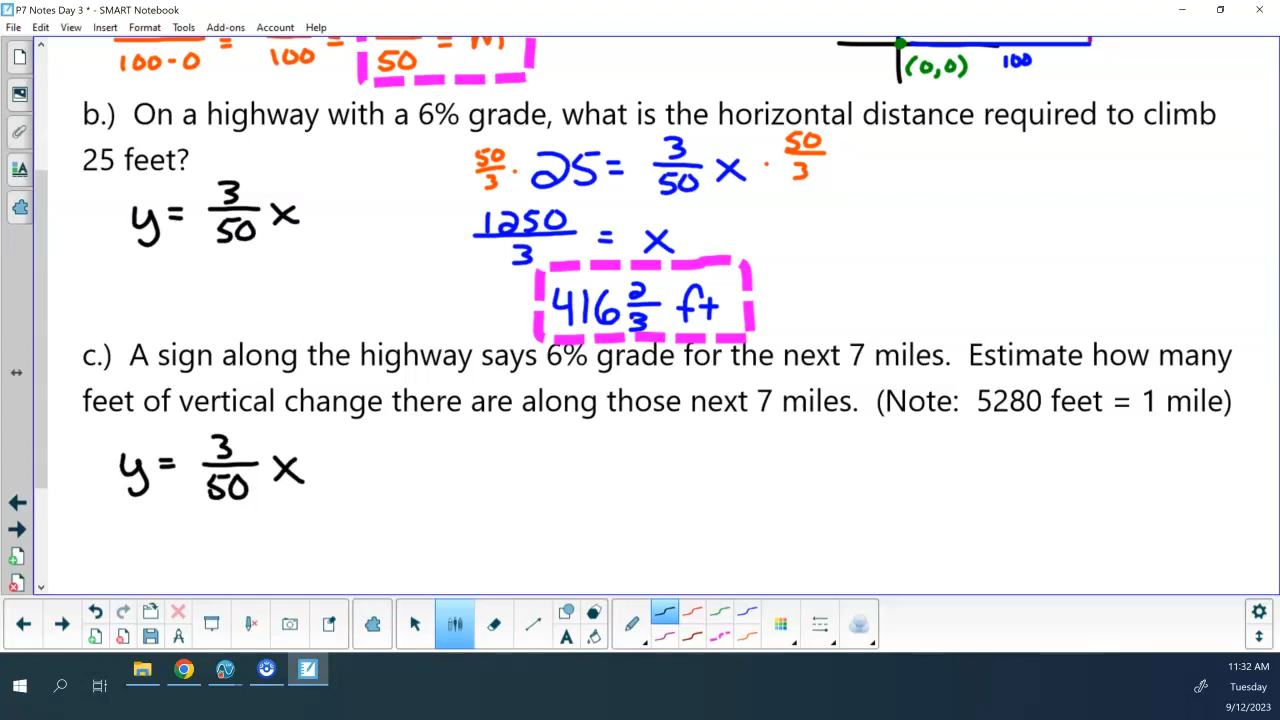 P7 Notes Day 3 * - SMART Notebook
File Edit View Insert Format Tools Add-ons Account Help
100-0 = 100 = 50 = m
(0,0) 100
b.) On a highway with a 6% grade, what is the horizontal distance required to climb
25 feet?
50/3 · 25 = 3/50 x · 50/3
y = 3/50 x
1250/3 = x
416 2/3 ft
c.) A sign along the highway says 6% grade for the next 7 miles. Estimate how many
feet of vertical change there are along those next 7 miles. (Note: 5280 feet = 1 mile)
y = 3/50 x
11:32 AM
Tuesday
9/12/2023